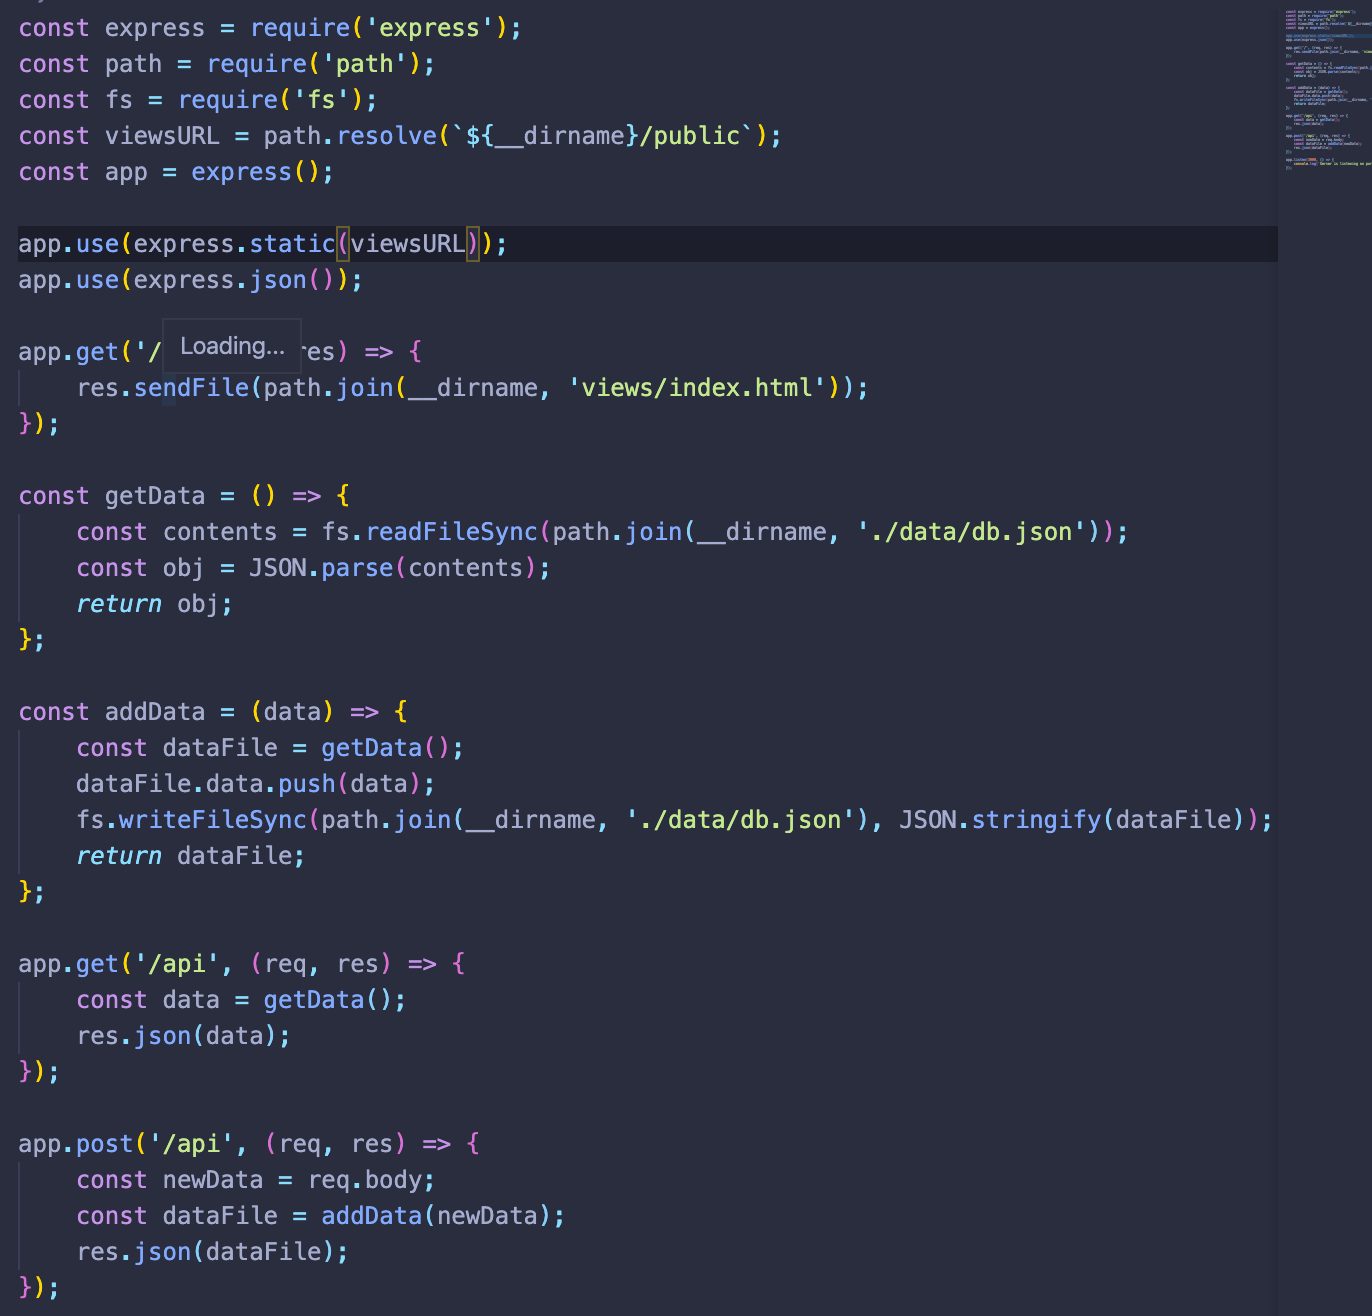 const express = require('express');
const path = require('path');
const fs = require('fs');
const viewsURL = path.resolve(`${__dirname}/public`);
const app = express();
app.use(express.static(viewsURL));
app.use(express.json());
Loading...
app.get('/ res) => {
res.sendFile(path.join(__dirname, 'views/index.html'));
});
const getData = () => {
const contents = fs.readFileSync(path.join(__dirname, './data/db.json'));
const obj = JSON.parse(contents);
return obj;
};
const addData = (data) => {
const dataFile = getData();
dataFile.data.push(data);
fs.writeFileSync(path.join(__dirname, './data/db.json'), JSON.stringify(dataFile));
return dataFile;
};
app.get('/api', (req, res) => {
const data = getData();
res.json(data);
});
app.post('/api', (req, res) => {
const newData = req.body;
const dataFile = addData(newData);
res.json(dataFile);
});